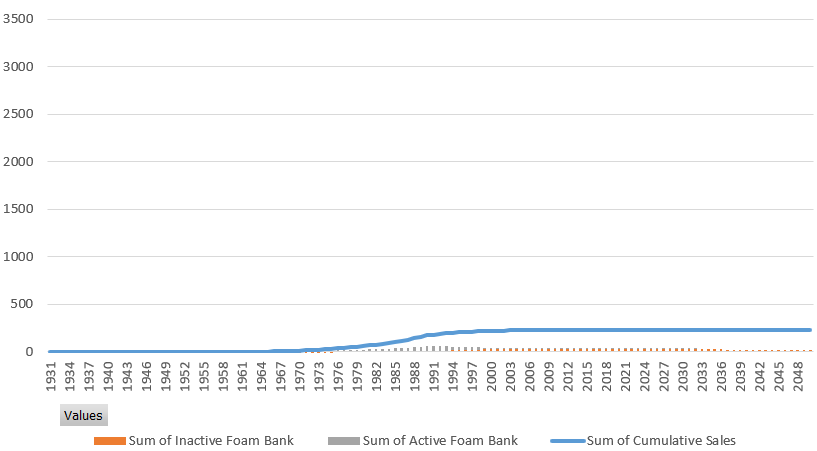 3500
3000
2500
2000
1500
1000
500
0
1931 1934 1937 1940 1943 1946 1949 1952 1955 1958 1961 1964 1967 1970 1973 1976 1979 1982 1985 1988 1991 1994 1997 2000 2003 2006 2009 2012 2015 2018 2021 2024 2027 2030 2033 2036 2039 2042 2045 2048
Values
Sum of Inactive Foam Bank Sum of Active Foam Bank Sum of Cumulative Sales